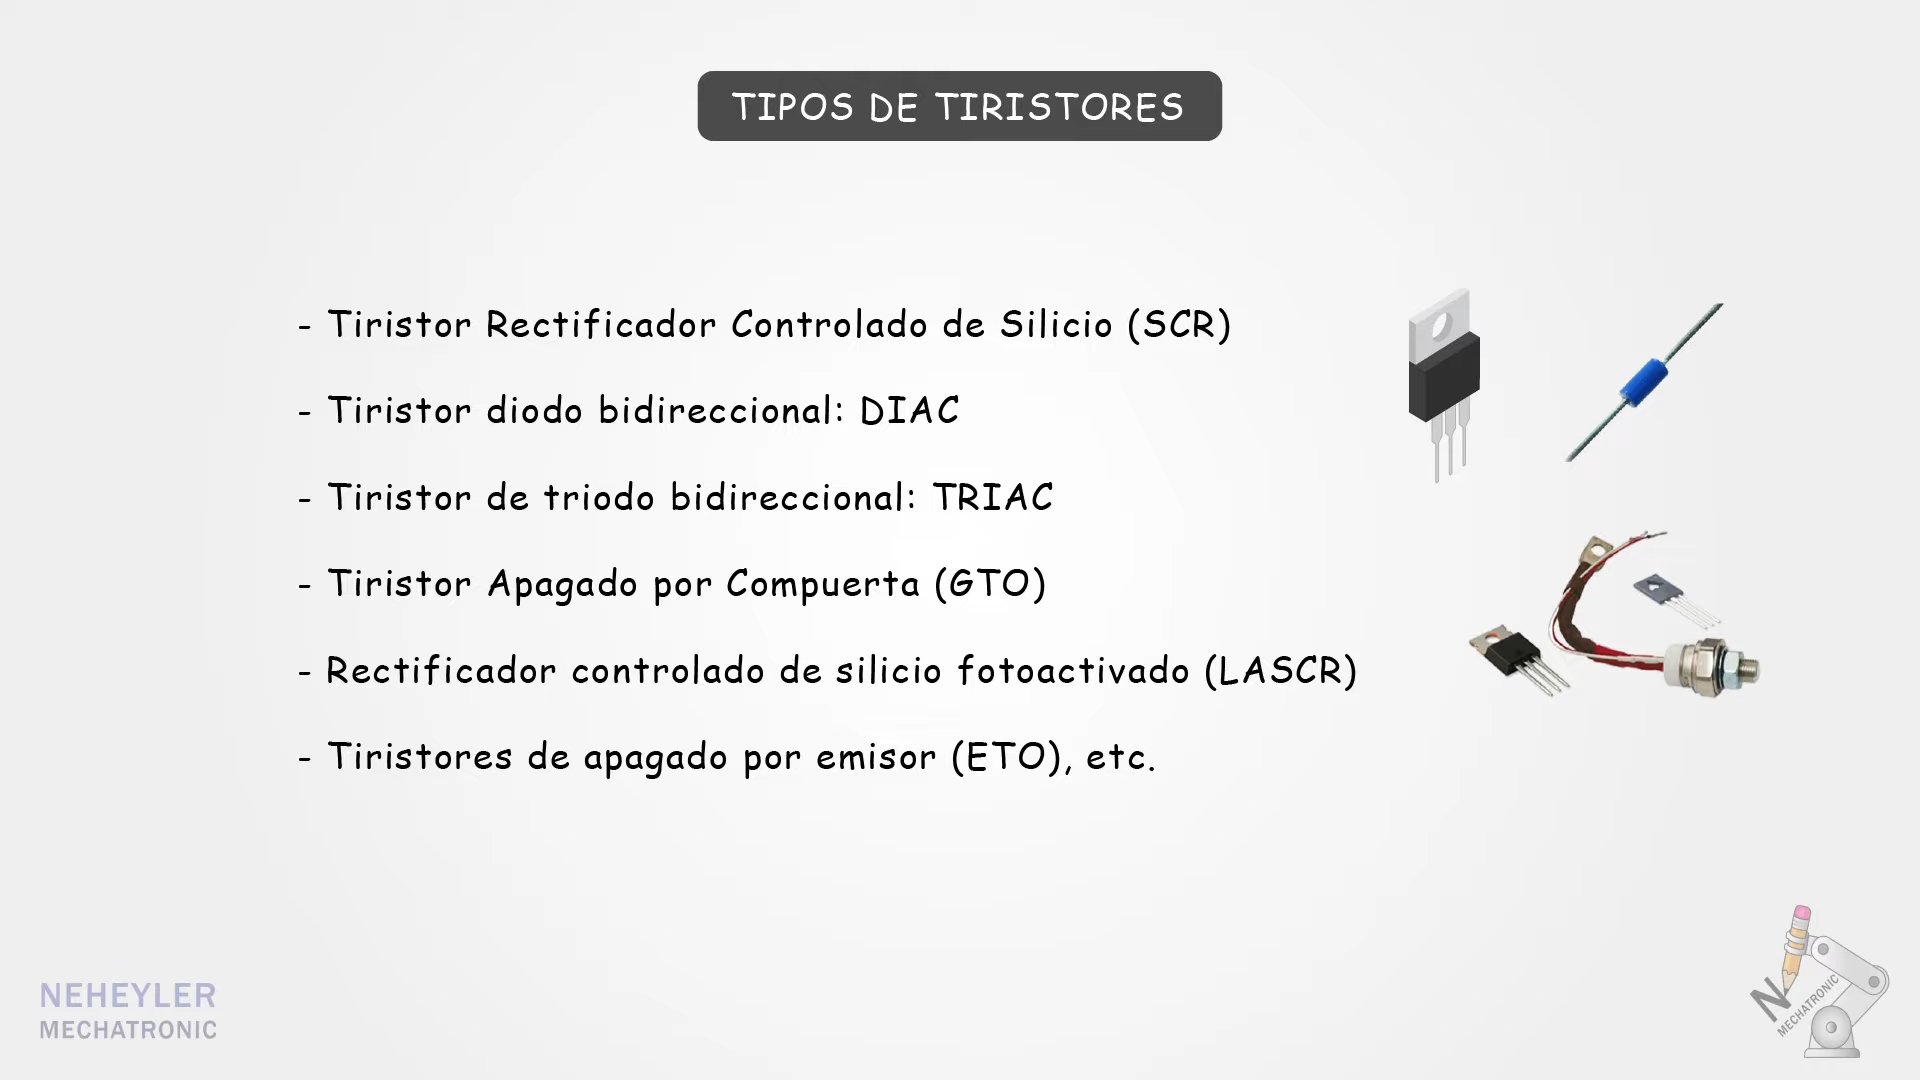 TIPOS DE TIRISTORES
- Tiristor Rectificador Controlado de Silicio (SCR)
- Tiristor diodo bidireccional: DIAC
- Tiristor de triodo bidireccional: TRIAC
- Tiristor Apagado por Compuerta (GTO)
- Rectificador controlado de silicio fotoactivado (LASCR)
- Tiristores de apagado por emisor (ETO), etc.
NEHEYLER
MECHATRONIC
N
MECHATRONIC